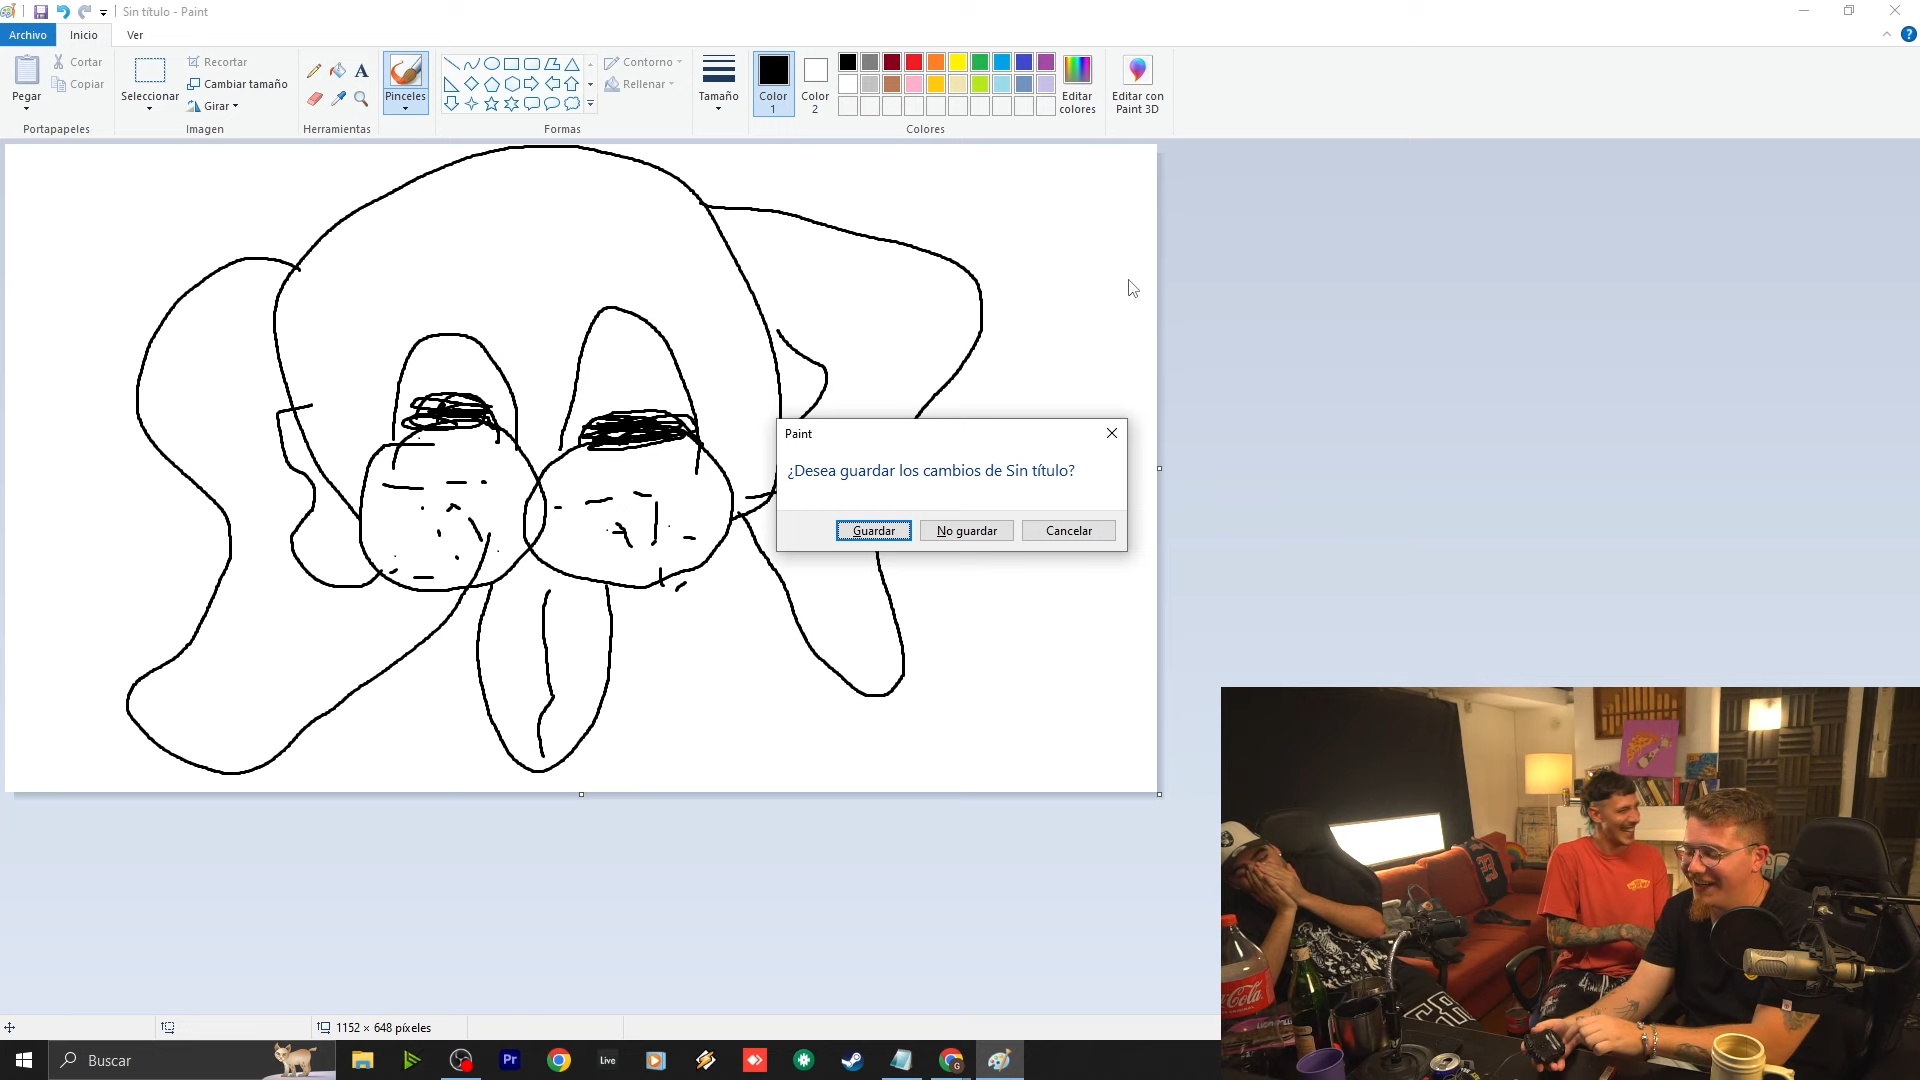 Sin título - Paint
Archivo
Inicio
Ver
Pegar
Cortar
Copiar
Portapapeles
Seleccionar
Recortar
Cambiar tamaño
Girar
Imagen
A
Herramientas
Pinceles
Contorno
Rellenar
Formas
Tamaño
Color
1
Color
2
Editar
colores
Colores
Editar con
Paint 3D
?
Paint
¿Desea guardar los cambios de Sin título?
Guardar
No guardar
Cancelar
1152 × 648 píxeles
Buscar
Pr
Live
G